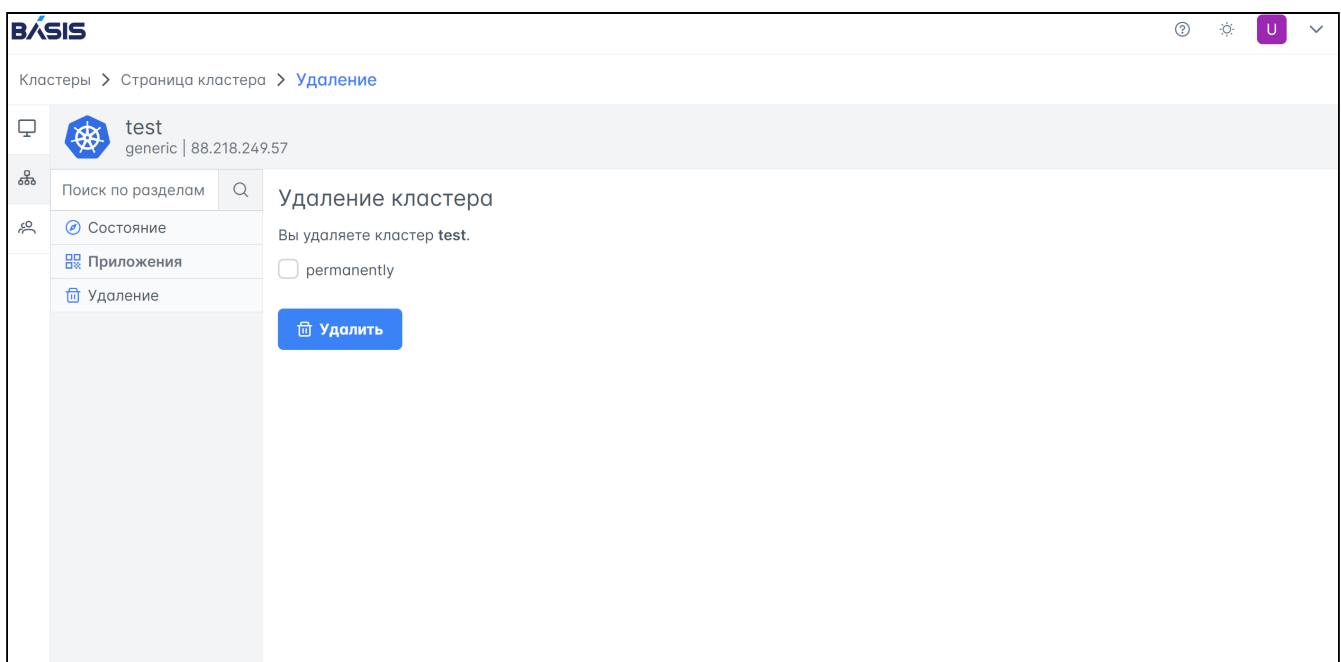 BASIS
U
Кластеры > Страница кластера > Удаление
test
generic | 88.218.249.57
Поиск по разделам
Состояние
Приложения
Удаление
Удаление кластера
Вы удаляете кластер test.
permanently
Удалить